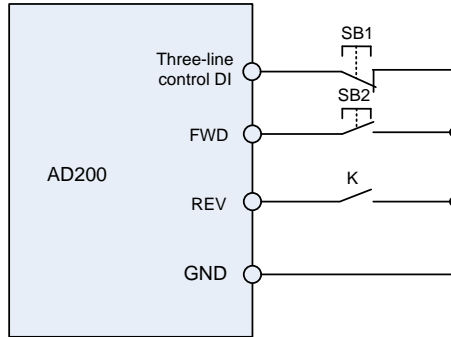 SB1
Three-line
control DI
SB2
FWD
AD200
K
REV
GND